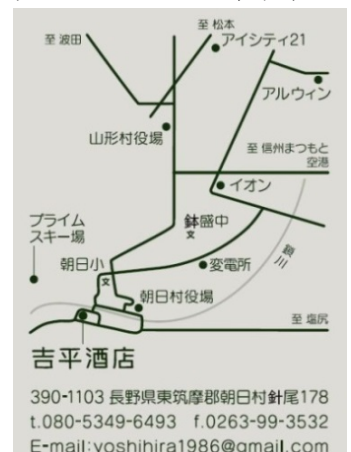 至 松本
至 波田
アイシティ21
アルウィン
山形村役場
至 信州まつもと
空港
イオン
鉢盛中
文
プライム
スキー場
朝日小
文
変電所
鎖川
朝日村役場
至 塩尻
吉平酒店
390-1103 長野県東筑摩郡朝日村針尾178
t.080-5349-6493 f.0263-99-3532
E-mail:yoshihira1986@gmail.com